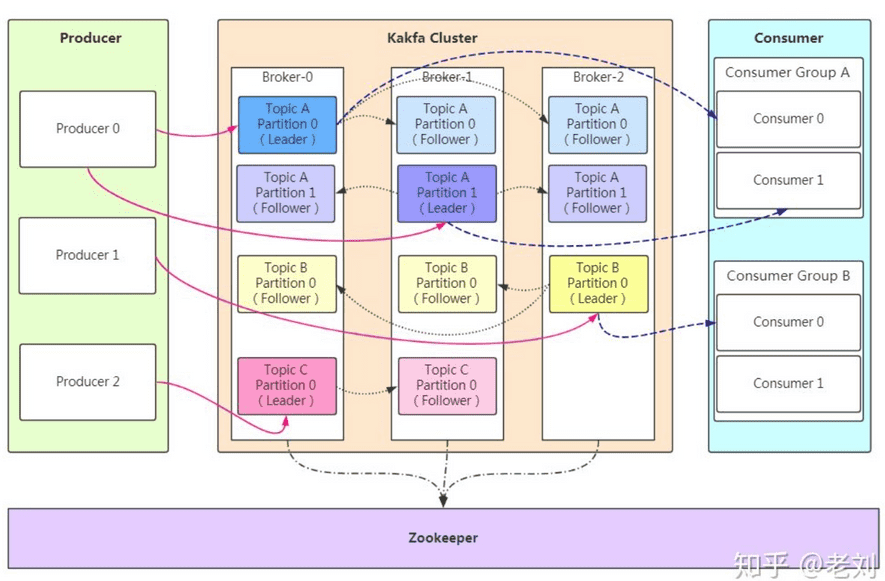 Producer
Producer 0
Producer 1
Producer 2
Kakfa Cluster
Broker-0
Topic A
Partition 0
( Leader )
Topic A
Partition 1
( Follower )
Topic B
Partition 0
( Follower )
Topic C
Partition 0
( Leader )
Broker-1
Topic A
Partition 0
( Follower )
Topic A
Partition 1
( Leader )
Topic B
Partition 0
( Follower )
Topic C
Partition 0
( Follower )
Broker-2
Topic A
Partition 0
( Follower )
Topic A
Partition 1
( Follower )
Topic B
Partition 0
( Leader )
Consumer
Consumer Group A
Consumer 0
Consumer 1
Consumer Group B
Consumer 0
Consumer 1
Zookeeper
知乎 @老刘